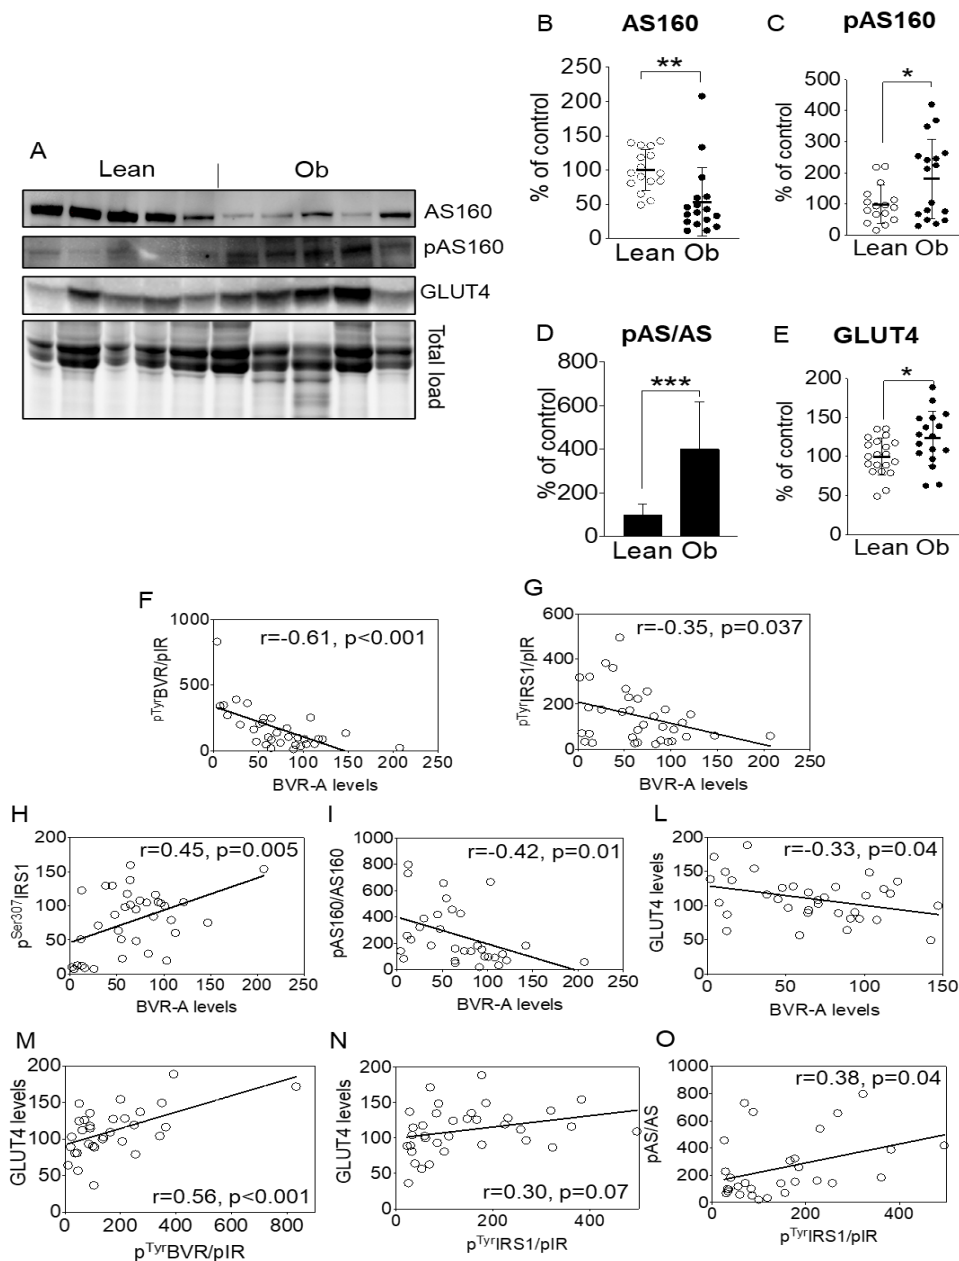 A
Lean
Ob
AS160
pAS160
GLUT4
Total load
B
AS160
% of control
250
200
150
100
50
0
**
Lean Ob
C
pAS160
% of control
500
400
300
200
100
0
*
Lean Ob
D
pAS/AS
% of control
800
600
400
200
0
***
Lean Ob
E
GLUT4
% of control
200
150
100
50
0
*
Lean Ob
F
r=-0.61, p<0.001
pTyrBVR/pIR
1000
500
0
0 50 100 150 200 250
BVR-A levels
G
r=-0.35, p=0.037
pTyrIRS1/pIR
600
400
200
0
0 50 100 150 200 250
BVR-A levels
H
r=0.45, p=0.005
pSer307IRS1
200
150
100
50
0
0 50 100 150 200 250
BVR-A levels
I
r=-0.42, p=0.01
pAS160/AS160
1000
800
600
400
200
0
0 50 100 150 200 250
BVR-A levels
L
r=-0.33, p=0.04
GLUT4 levels
200
150
100
50
0
0 50 100 150
BVR-A levels
M
GLUT4 levels
200
150
100
50
0
r=0.56, p<0.001
0 200 400 600 800
pTyrBVR/pIR
N
GLUT4 levels
200
150
100
50
0
r=0.30, p=0.07
0 200 400
pTyrIRS1/pIR
O
r=0.38, p=0.04
pAS/AS
1000
800
600
400
200
0
0 200 400
pTyrIRS1/pIR